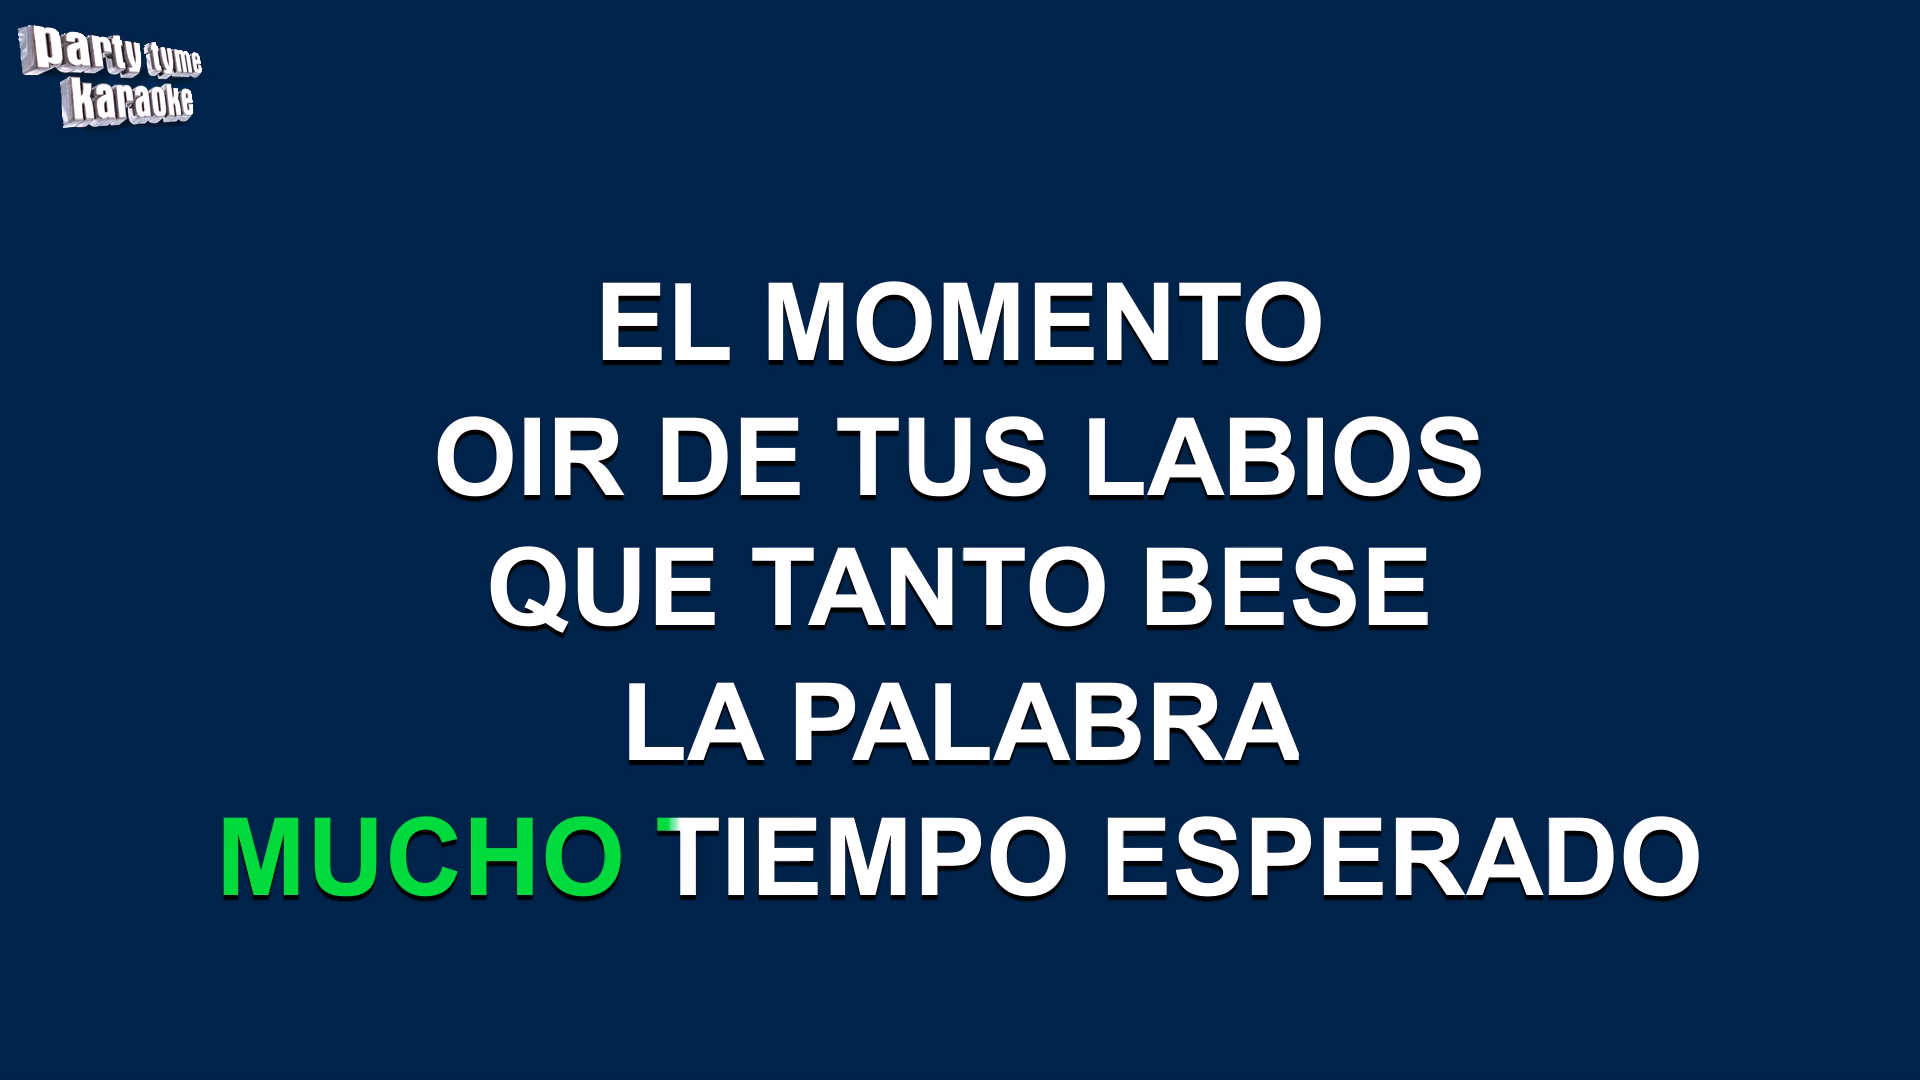 party tyme
karaoke
EL MOMENTO
OIR DE TUS LABIOS
QUE TANTO BESE
LA PALABRA
MUCHO TIEMPO ESPERADO